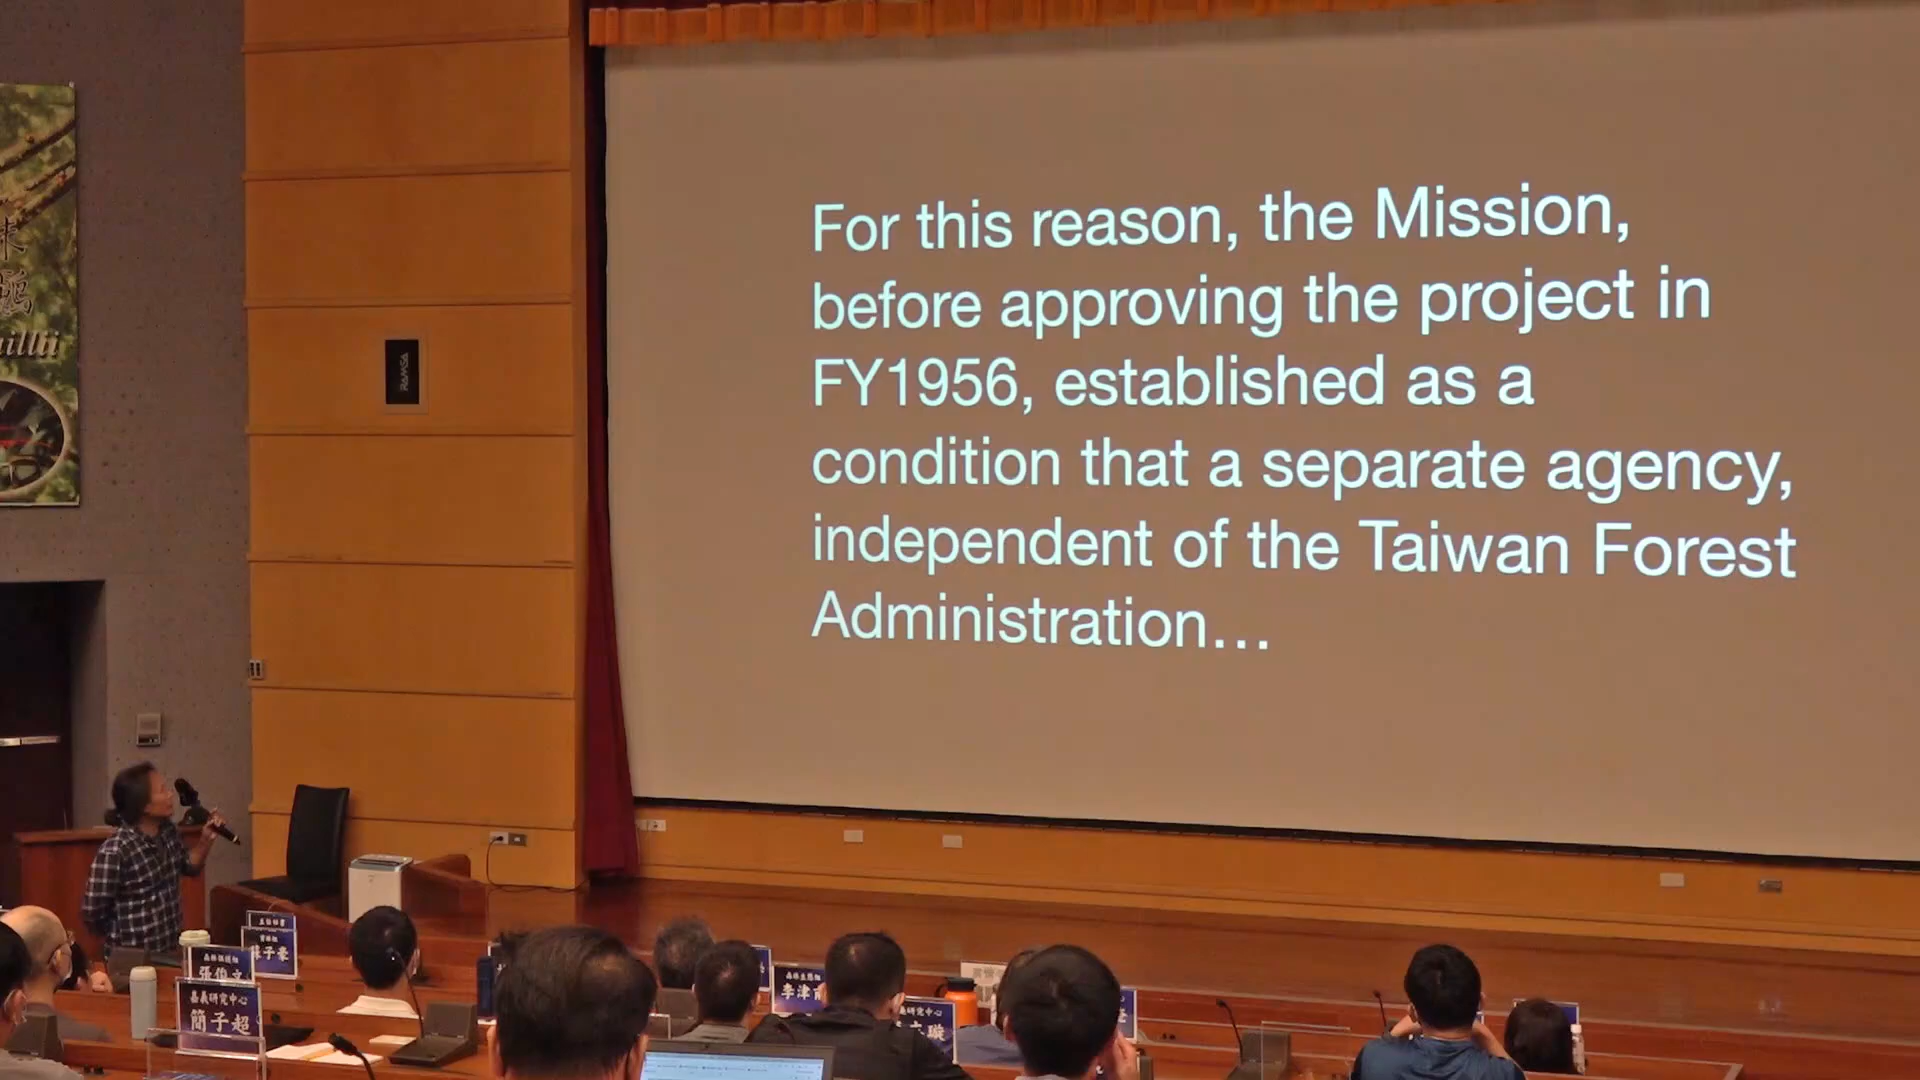 For this reason, the Mission,
before approving the project in
FY1956, established as a
condition that a separate agency,
independent of the Taiwan Forest
Administration…
RAMSA
嘉義研究中心
簡子超